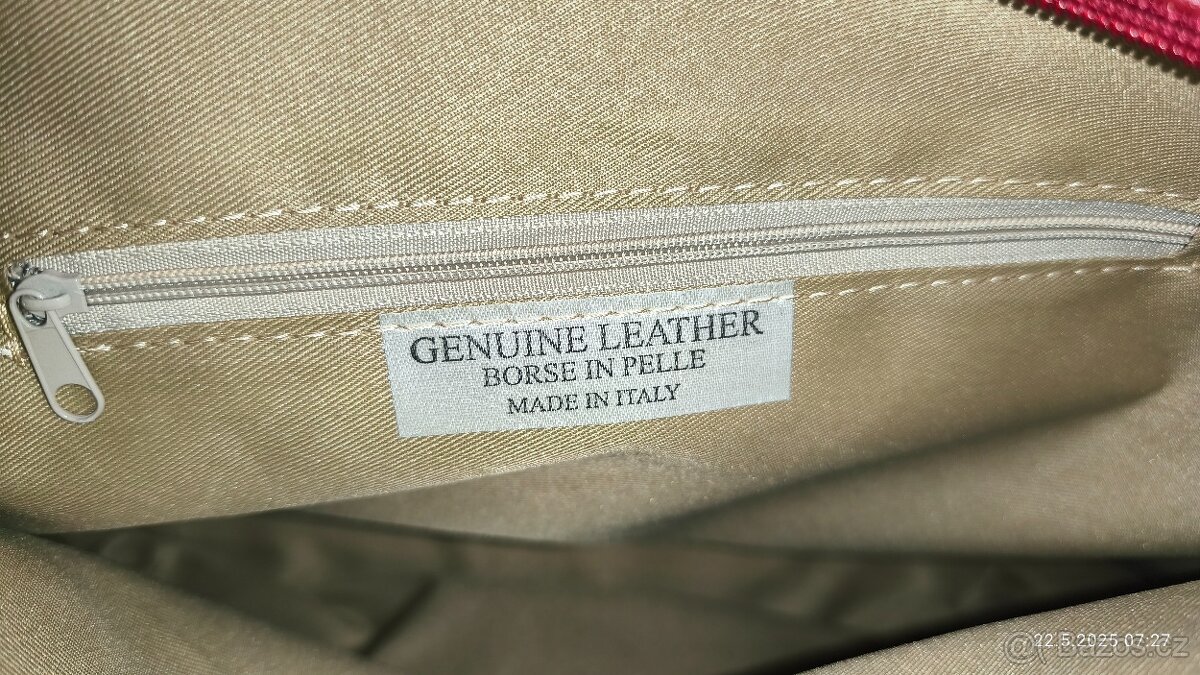 GENUINE LEATHER
BORSE IN PELLE
MADE IN ITALY
22.5.2025 07:27
@Bazos.cz